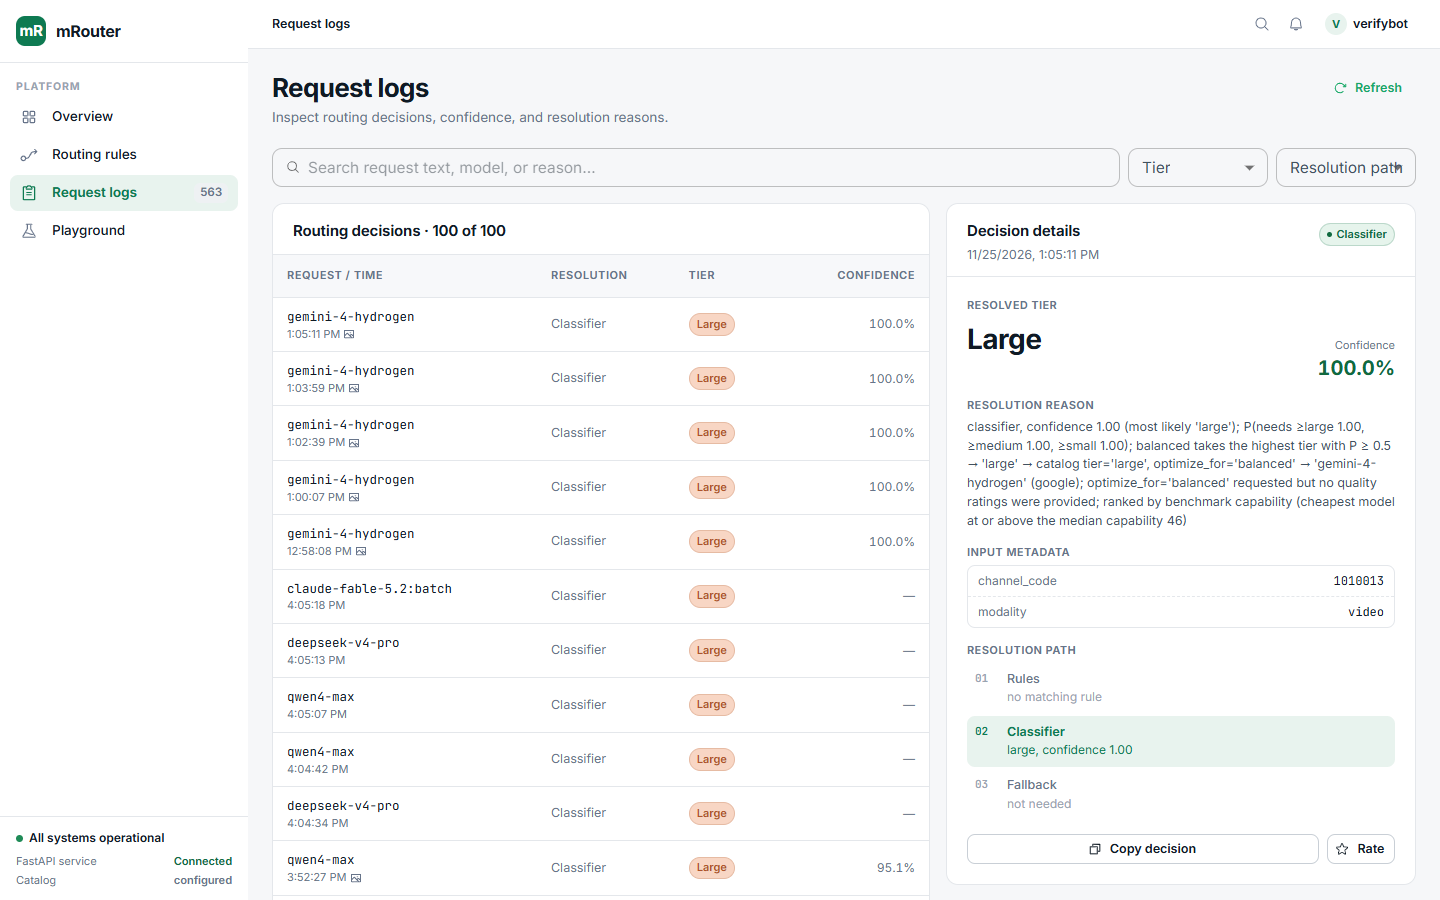 mR mRouter
PLATFORM
Overview
Routing rules
Request logs 563
Playground
All systems operational
FastAPI service Connected
Catalog configured
Request logs
V verifybot
Request logs
Inspect routing decisions, confidence, and resolution reasons.
Refresh
Search request text, model, or reason...
Tier
Resolution path
Routing decisions · 100 of 100
REQUEST / TIME RESOLUTION TIER CONFIDENCE
gemini-4-hydrogen
1:05:11 PM
Classifier Large 100.0%
gemini-4-hydrogen
1:03:59 PM
Classifier Large 100.0%
gemini-4-hydrogen
1:02:39 PM
Classifier Large 100.0%
gemini-4-hydrogen
1:00:07 PM
Classifier Large 100.0%
gemini-4-hydrogen
12:58:08 PM
Classifier Large 100.0%
claude-fable-5.2:batch
4:05:18 PM
Classifier Large —
deepseek-v4-pro
4:05:13 PM
Classifier Large —
qwen4-max
4:05:07 PM
Classifier Large —
qwen4-max
4:04:42 PM
Classifier Large —
deepseek-v4-pro
4:04:34 PM
Classifier Large —
qwen4-max
3:52:27 PM
Classifier Large 95.1%
Decision details
11/25/2026, 1:05:11 PM
Classifier
RESOLVED TIER
Large
Confidence
100.0%
RESOLUTION REASON
classifier, confidence 1.00 (most likely 'large'); P(needs ≥large 1.00,
≥medium 1.00, ≥small 1.00); balanced takes the highest tier with P ≥ 0.5
→ 'large' → catalog tier='large', optimize_for='balanced' → 'gemini-4-
hydrogen' (google); optimize_for='balanced' requested but no quality
ratings were provided; ranked by benchmark capability (cheapest model
at or above the median capability 46)
INPUT METADATA
channel_code 1010013
modality video
RESOLUTION PATH
01 Rules
no matching rule
02 Classifier
large, confidence 1.00
03 Fallback
not needed
Copy decision
Rate